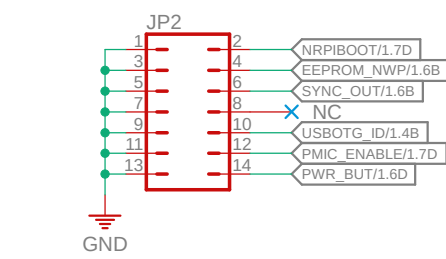 JP2
1 2 NRPIBOOT/1.7D
3 4 EEPROM_NWP/1.6B
5 6 SYNC_OUT/1.6B
7 8 NC
9 10 USBOTG_ID/1.4B
11 12 PMIC_ENABLE/1.7D
13 14 PWR_BUT/1.6D
GND